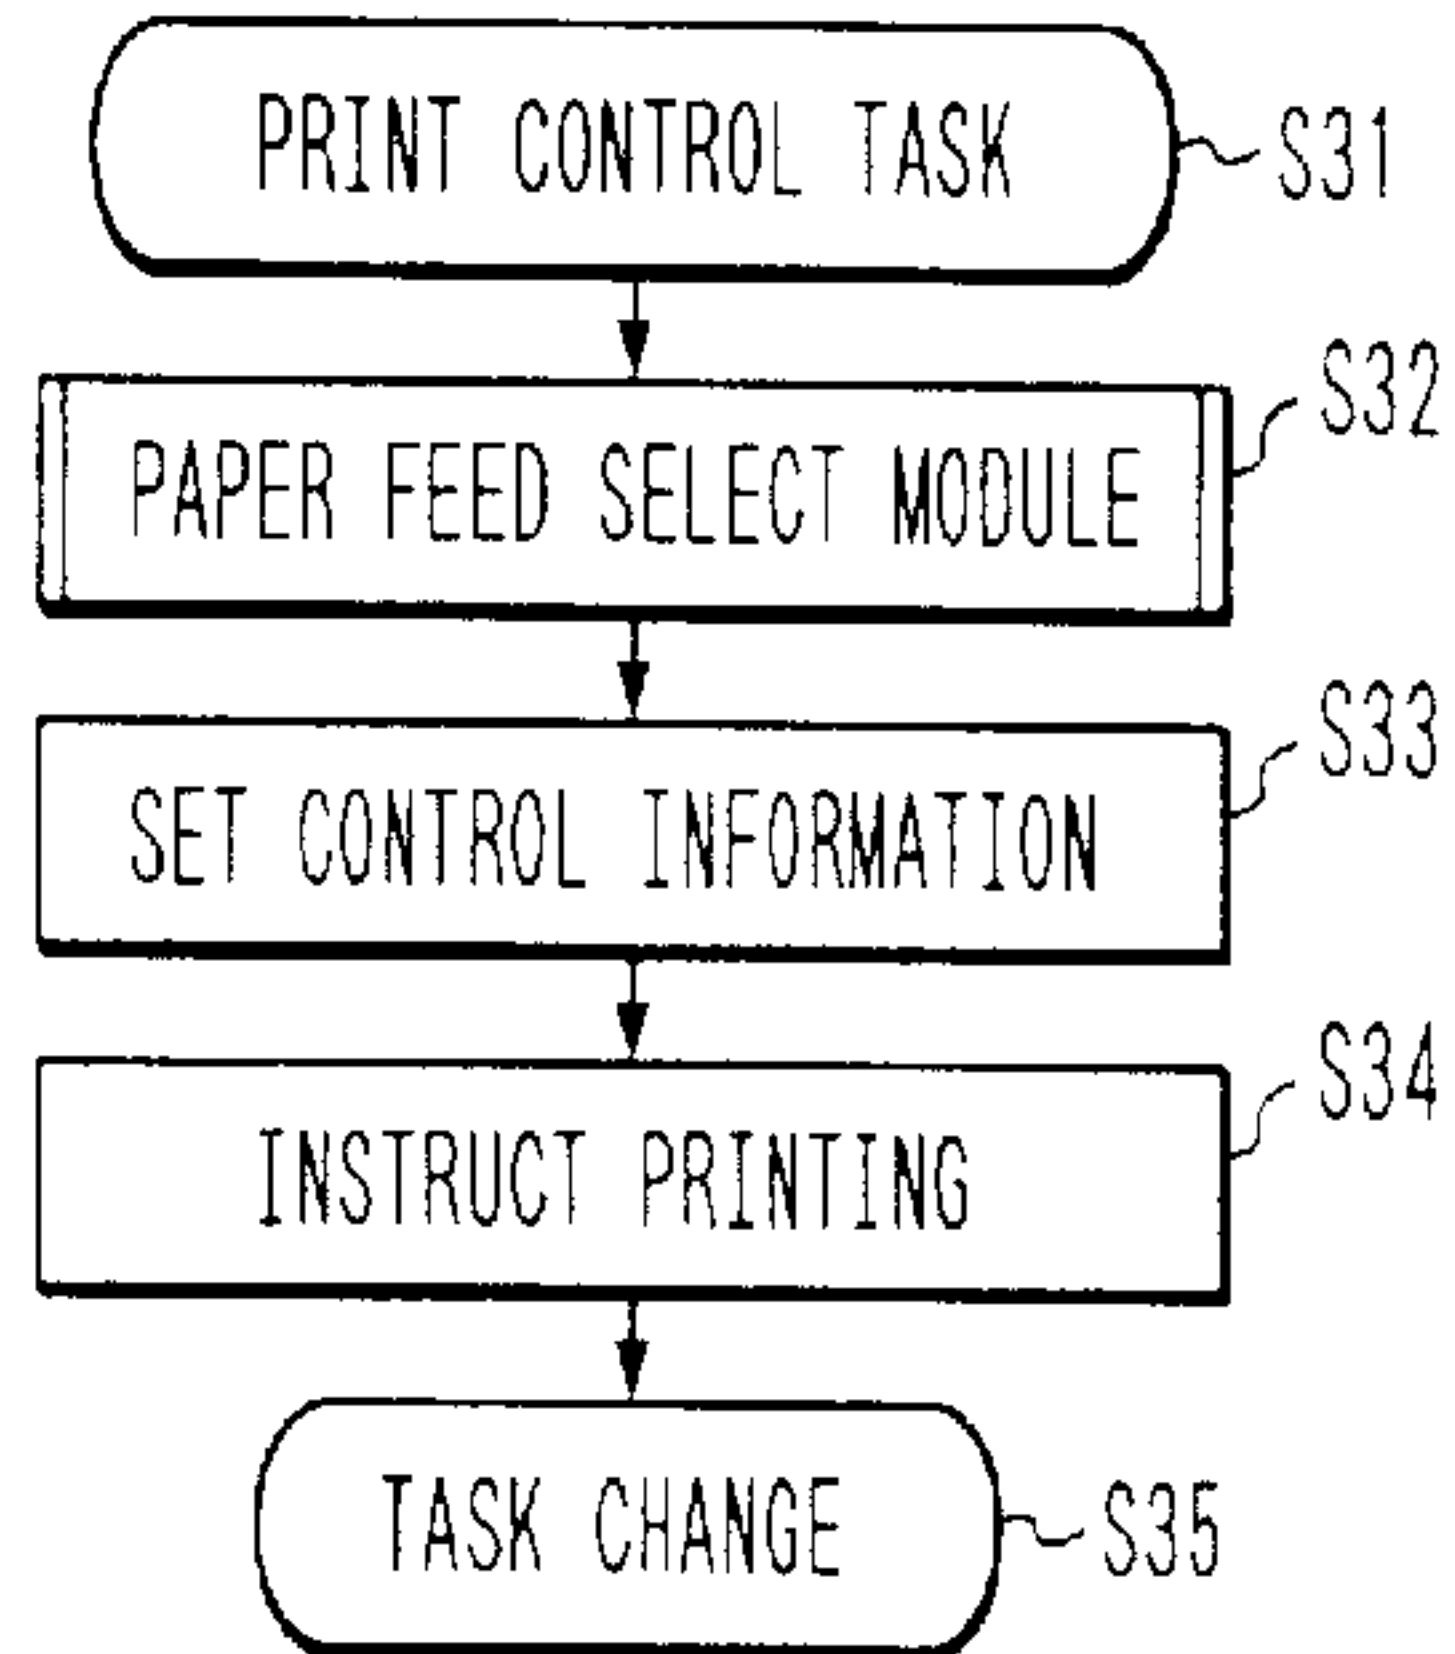 PRINT CONTROL TASK
S31
PAPER FEED SELECT MODULE
S32
SET CONTROL INFORMATION
S33
INSTRUCT PRINTING
S34
TASK CHANGE
S35